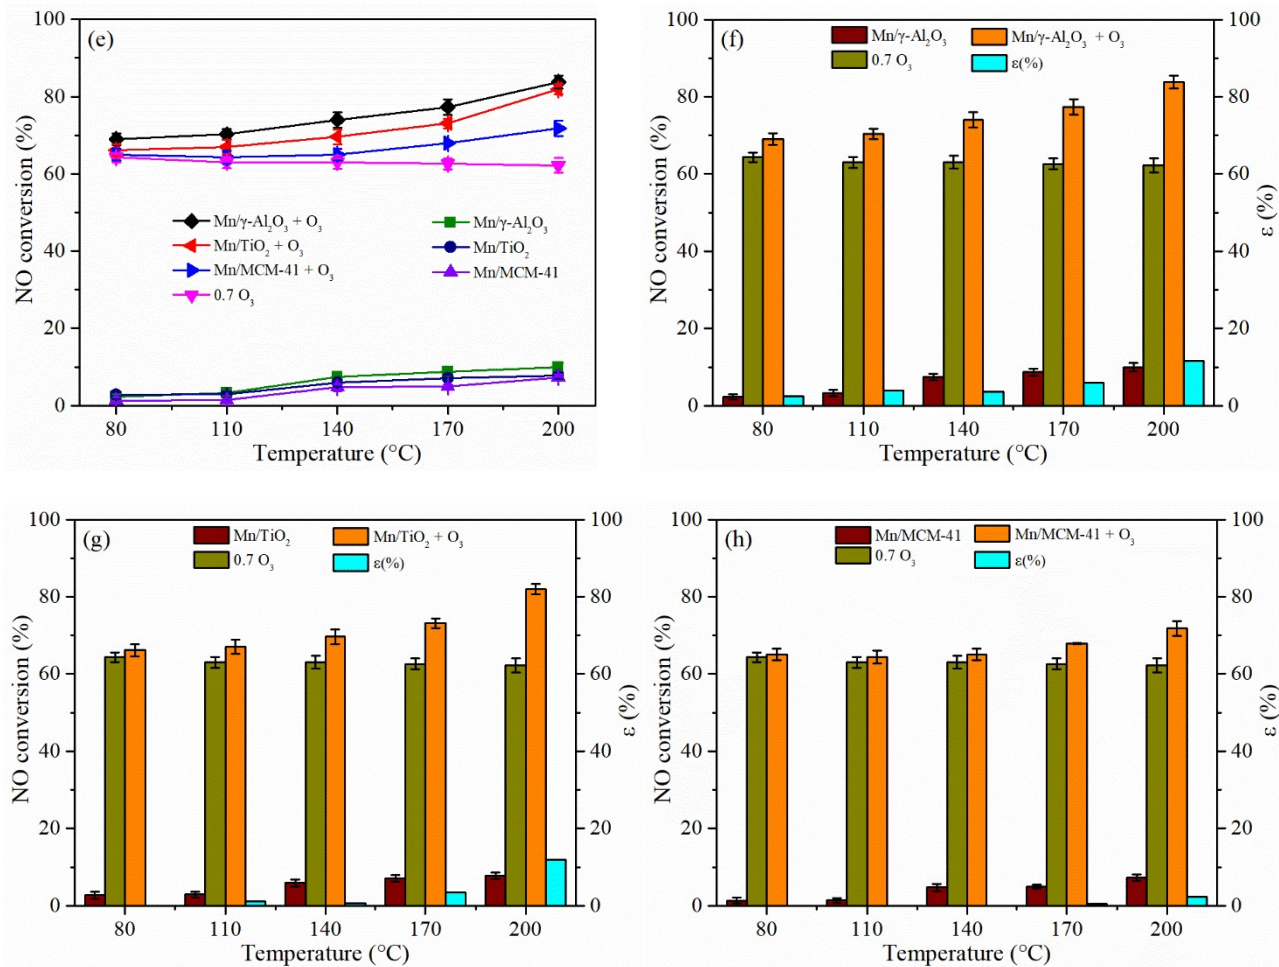 (e)
NO conversion (%)
100
80
60
40
20
0
Mn/γ-Al₂O₃ + O₃
Mn/TiO₂ + O₃
Mn/MCM-41 + O₃
0.7 O₃
Mn/γ-Al₂O₃
Mn/TiO₂
Mn/MCM-41
80 110 140 170 200
Temperature (°C)
(f)
NO conversion (%)
100
80
60
40
20
0
Mn/γ-Al₂O₃
Mn/γ-Al₂O₃ + O₃
0.7 O₃
ε(%)
100
80
60
40
20
0
ε (%)
80 110 140 170 200
Temperature (°C)
(g)
NO conversion (%)
100
80
60
40
20
0
Mn/TiO₂
Mn/TiO₂ + O₃
0.7 O₃
ε(%)
100
80
60
40
20
0
ε (%)
80 110 140 170 200
Temperature (°C)
(h)
NO conversion (%)
100
80
60
40
20
0
Mn/MCM-41
Mn/MCM-41 + O₃
0.7 O₃
ε(%)
100
80
60
40
20
0
ε (%)
80 110 140 170 200
Temperature (°C)